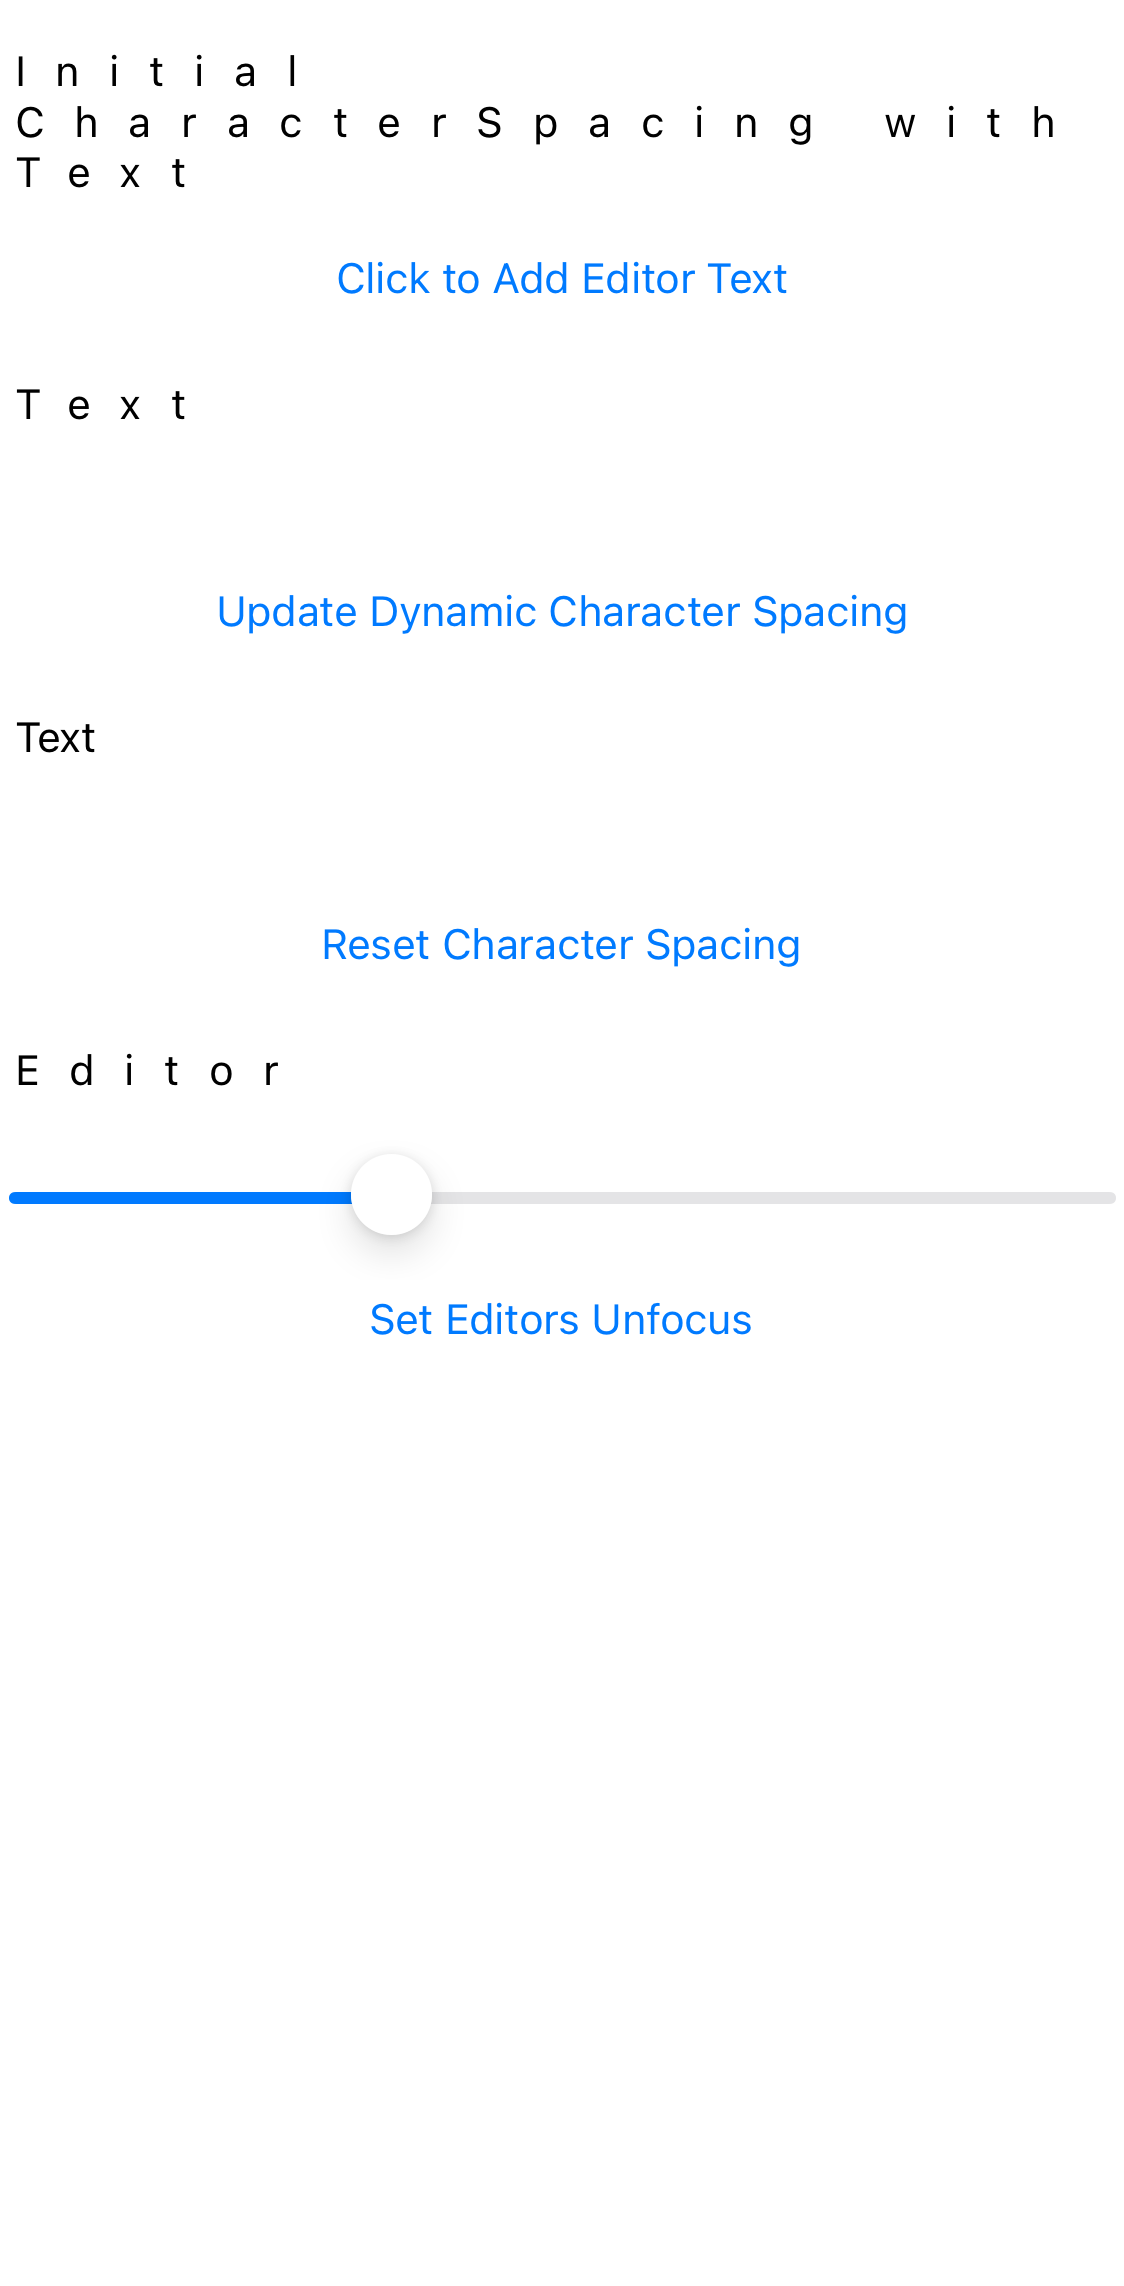 Initial
CharacterSpacing with
Text
Click to Add Editor Text
Text
Update Dynamic Character Spacing
Text
Reset Character Spacing
Editor
Set Editors Unfocus